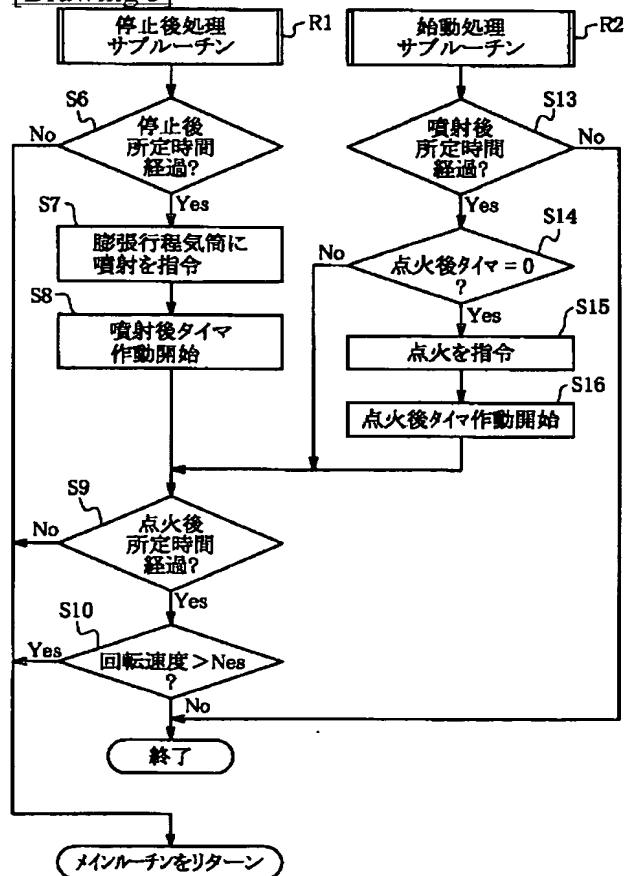 [Drawing 3]
停止後処理
サブルーチン
R1
始動処理
サブルーチン
R2
S6
停止後
所定時間
経過?
No
Yes
S7
膨張行程気筒に
噴射を指令
S8
噴射後タイマ
作動開始
S13
噴射後
所定時間
経過?
No
Yes
S14
点火後タイマ = 0
?
No
Yes
S15
点火を指令
S16
点火後タイマ作動開始
S9
点火後
所定時間
経過?
No
Yes
S10
回転速度 > Nes
?
Yes
No
終了
メインルーチンをリターン